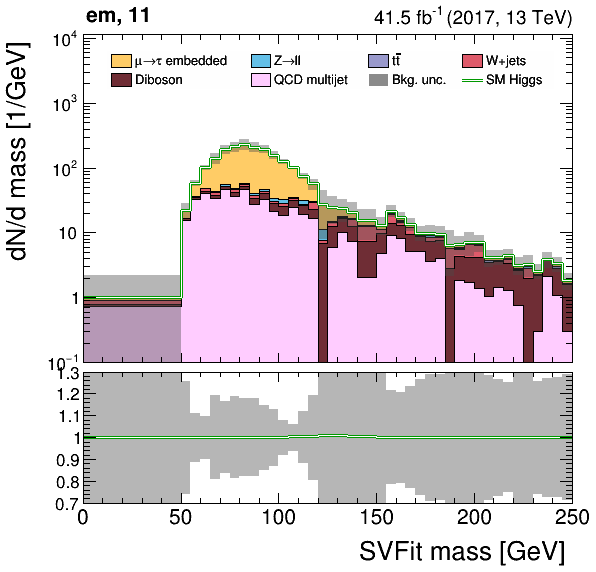 em, 11
41.5 fb⁻¹ (2017, 13 TeV)
dN/d mass [1/GeV]
10⁴
10³
10²
10
1
10⁻¹
μ→τ embedded
Z→ll
tt̄
W+jets
Diboson
QCD multijet
Bkg. unc.
SM Higgs
1.3
1.2
1.1
1
0.9
0.8
0.7
0
50
100
150
200
250
SVFit mass [GeV]